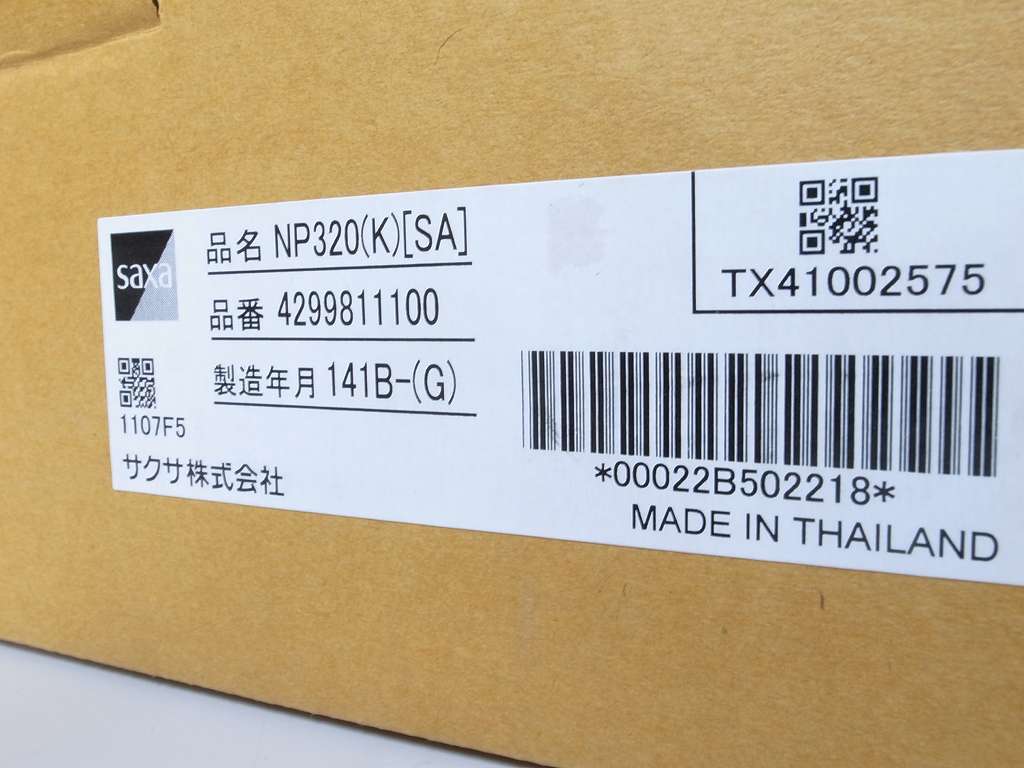 saxa
品名 NP320(K)[SA]
品番 4299811100
製造年月 141B-(G)
1107F5
サクサ株式会社
TX41002575
*00022B502218*
MADE IN THAILAND